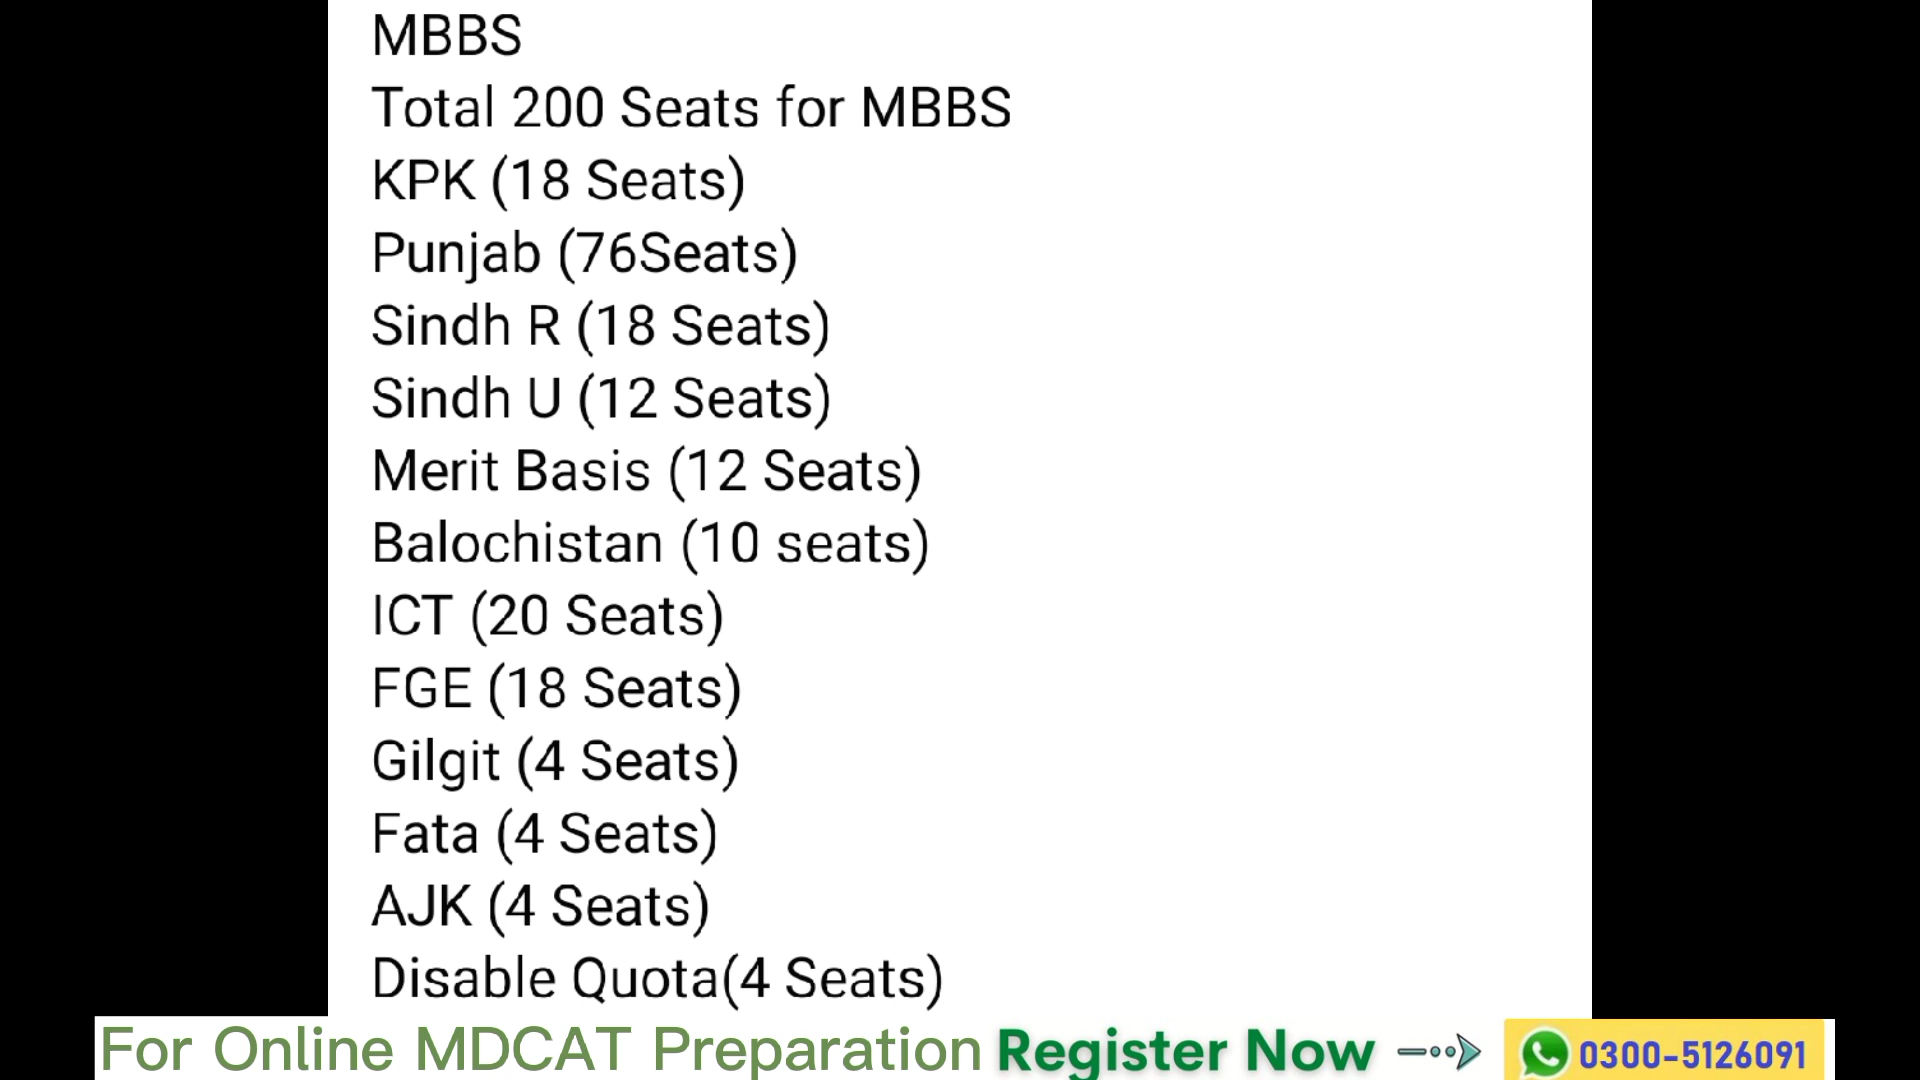 MBBS
Total 200 Seats for MBBS
KPK (18 Seats)
Punjab (76Seats)
Sindh R (18 Seats)
Sindh U (12 Seats)
Merit Basis (12 Seats)
Balochistan (10 seats)
ICT (20 Seats)
FGE (18 Seats)
Gilgit (4 Seats)
Fata (4 Seats)
AJK (4 Seats)
Disable Quota(4 Seats)
For Online MDCAT Preparation Register Now 0300-5126091